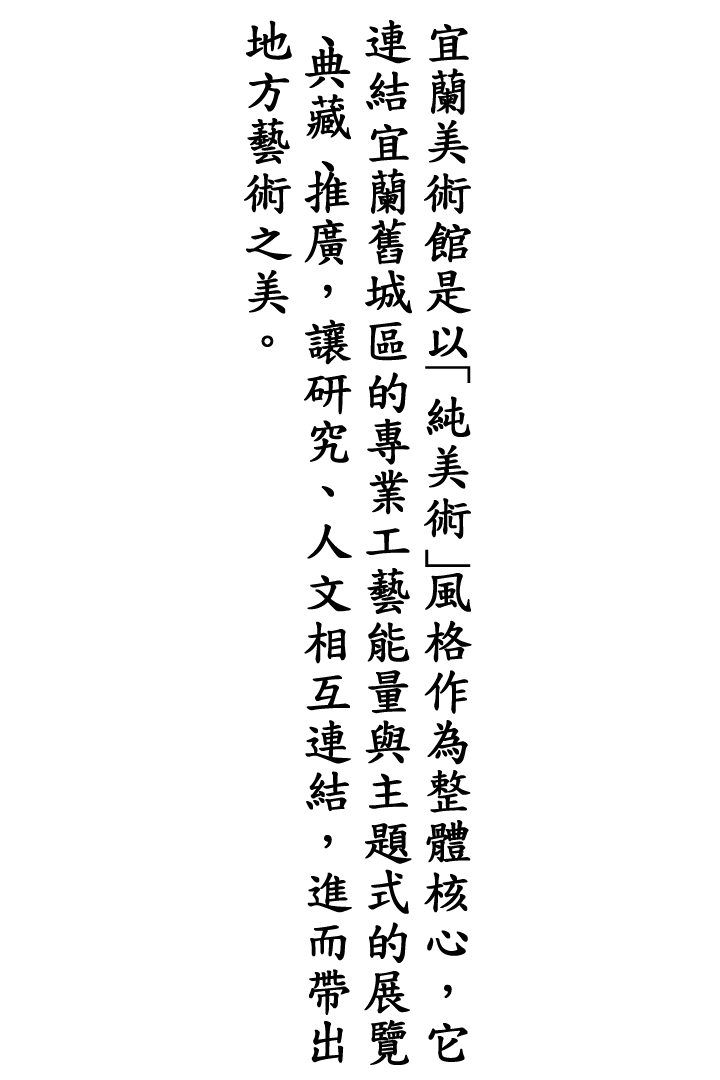 宜蘭美術館是以「純美術」風格作為整體核心，它
連結宜蘭舊城區的專業工藝能量與主題式的展覽
、典藏、推廣，讓研究、人文相互連結，進而帶出
地方藝術之美。